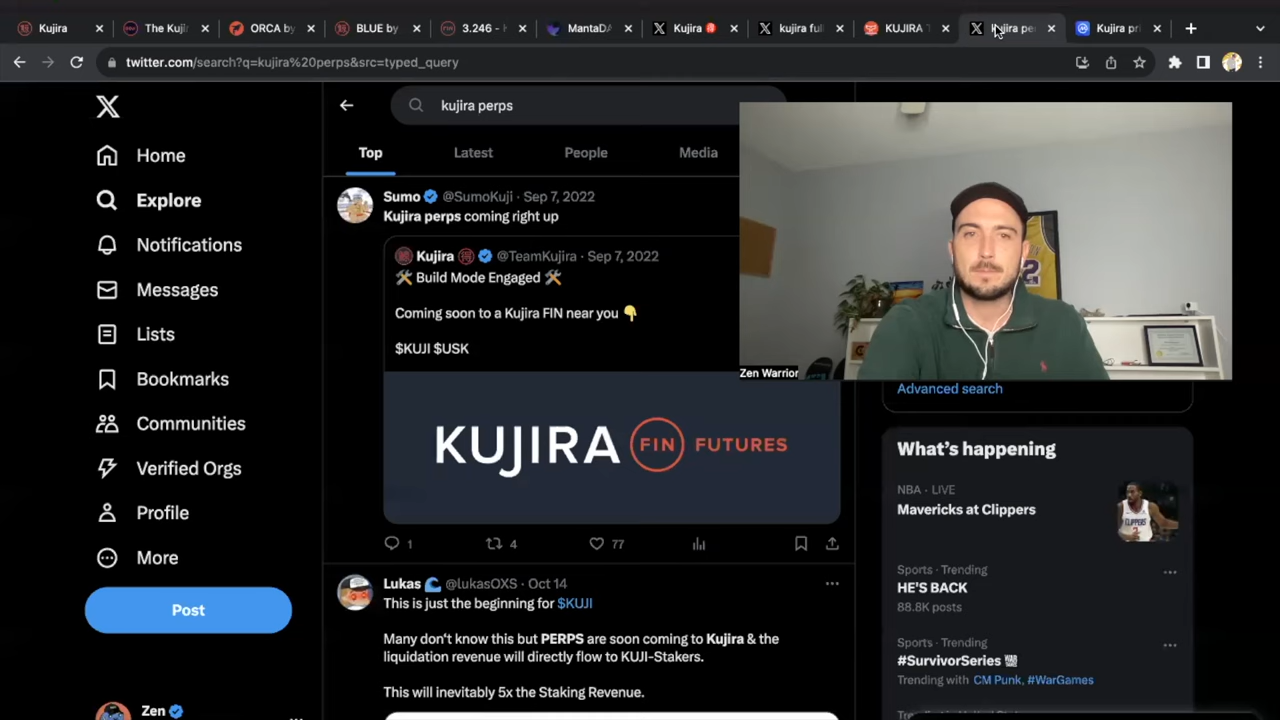 Kujira
The Kuji
ORCA by
BLUE by
3.246 -
MantaDA
Kujira
kujira ful
KUJIRA
Kujira pe
Kujira pri
twitter.com/search?q=kujira%20perps&src=typed_query
kujira perps
Home
Explore
Notifications
Messages
Lists
Bookmarks
Communities
Verified Orgs
Profile
More
Post
Zen
Top
Latest
People
Media
Sumo @SumoKuji · Sep 7, 2022
Kujira perps coming right up
Kujira @TeamKujira · Sep 7, 2022
🛠 Build Mode Engaged 🛠
Coming soon to a Kujira FIN near you 👇
$KUJI $USK
KUJIRA FIN FUTURES
1
4
77
Lukas 🌊 @lukasOXS · Oct 14
This is just the beginning for $KUJI
Many don't know this but PERPS are soon coming to Kujira & the
liquidation revenue will directly flow to KUJI-Stakers.
This will inevitably 5x the Staking Revenue.
Zen Warrior
Advanced search
What's happening
NBA · LIVE
Mavericks at Clippers
CLIPPERS
Sports · Trending
HE'S BACK
88.8K posts
Sports · Trending
#SurvivorSeries
Trending with CM Punk, #WarGames